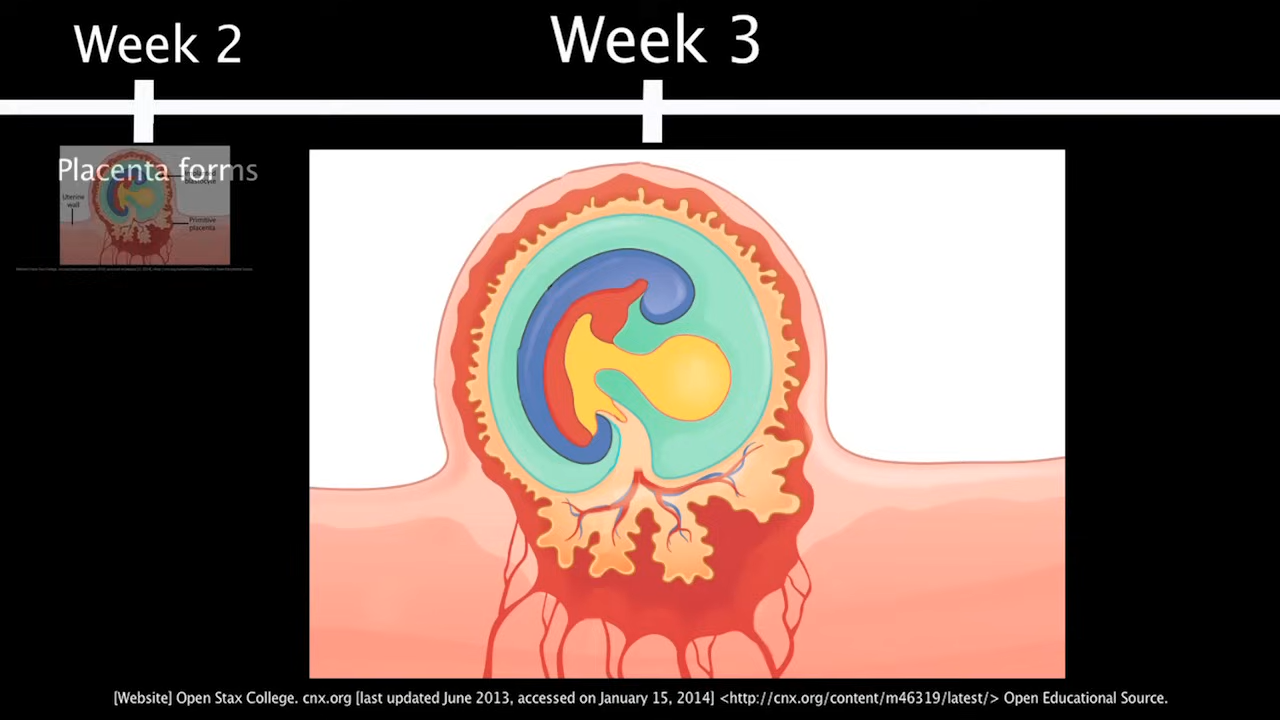 Week 2
Week 3
Placenta forms
Uterine
wall
Primitive
placenta
[Website] Open Stax College. cnx.org [last updated June 2013, accessed on January 15, 2014] <http://cnx.org/content/m46319/latest/> Open Educational Source.